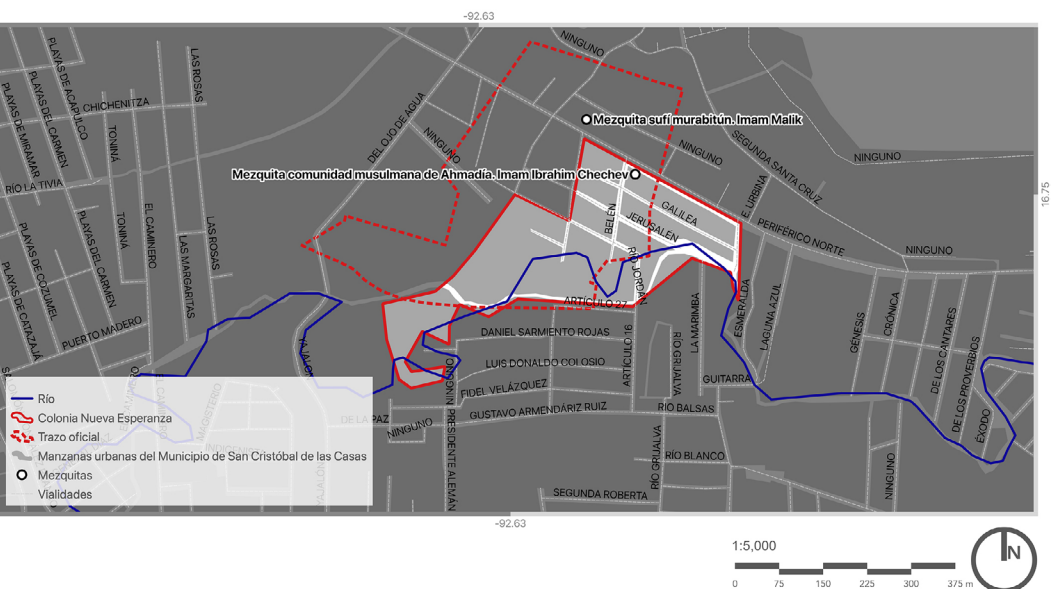 -92.63
NINGUNO
PLAYAS DE ACAPULCO
LAS ROSAS
PLAYAS DEL CARMEN
PLAYAS DE MIRAMAR
CHICHENITZA
TONINÁ
DEL OJO DE AGUA
NINGUNO
Mezquita sufí murabitún. Imam Malik
NINGUNO
SEGUNDA SANTA CRUZ
NINGUNO
Mezquita comunidad musulmana de Ahmadía. Imam Ibrahim Chechev
RÍO LA TIVIA
16.75
E. URBINA
GALILEA
BELÉN
JERUSALEN
PERIFÉRICO NORTE
NINGUNO
TONINÁ
EL CAMINERO
LAS ROSAS
LAS MARGARITAS
PLAYAS DEL CARMEN
PLAYAS DE COZUMEL
PLAYAS DE CATAZAJÁ
RÍO JORDÁN
ARTÍCULO 27
PUERTO MADERO
ESMERALDA
LAGUNA AZUL
LA MARIMBA
GÉNESIS
CRÓNICA
DE LOS CANTARES
DE LOS PROVERBIOS
ÉXODO
DANIEL SARMIENTO ROJAS
ARTÍCULO 16
RÍO GRIJALVA
LUIS DONALDO COLOSIO
GUITARRA
FIDEL VELÁZQUEZ
NINGUNO
PRESIDENTE ALEMÁN
GUSTAVO ARMENDÁRIZ RUIZ
RIO BALSAS
DE LA PAZ
NINGUNO
MAGISTERIO
RÍO GRIJALVA
RÍO BLANCO
NINGUNO
SEGUNDA ROBERTA
Río
Colonia Nueva Esperanza
Trazo oficial
Manzanas urbanas del Municipio de San Cristóbal de las Casas
Mezquitas
Vialidades
-92.63
1:5,000
N
0 75 150 225 300 375 m